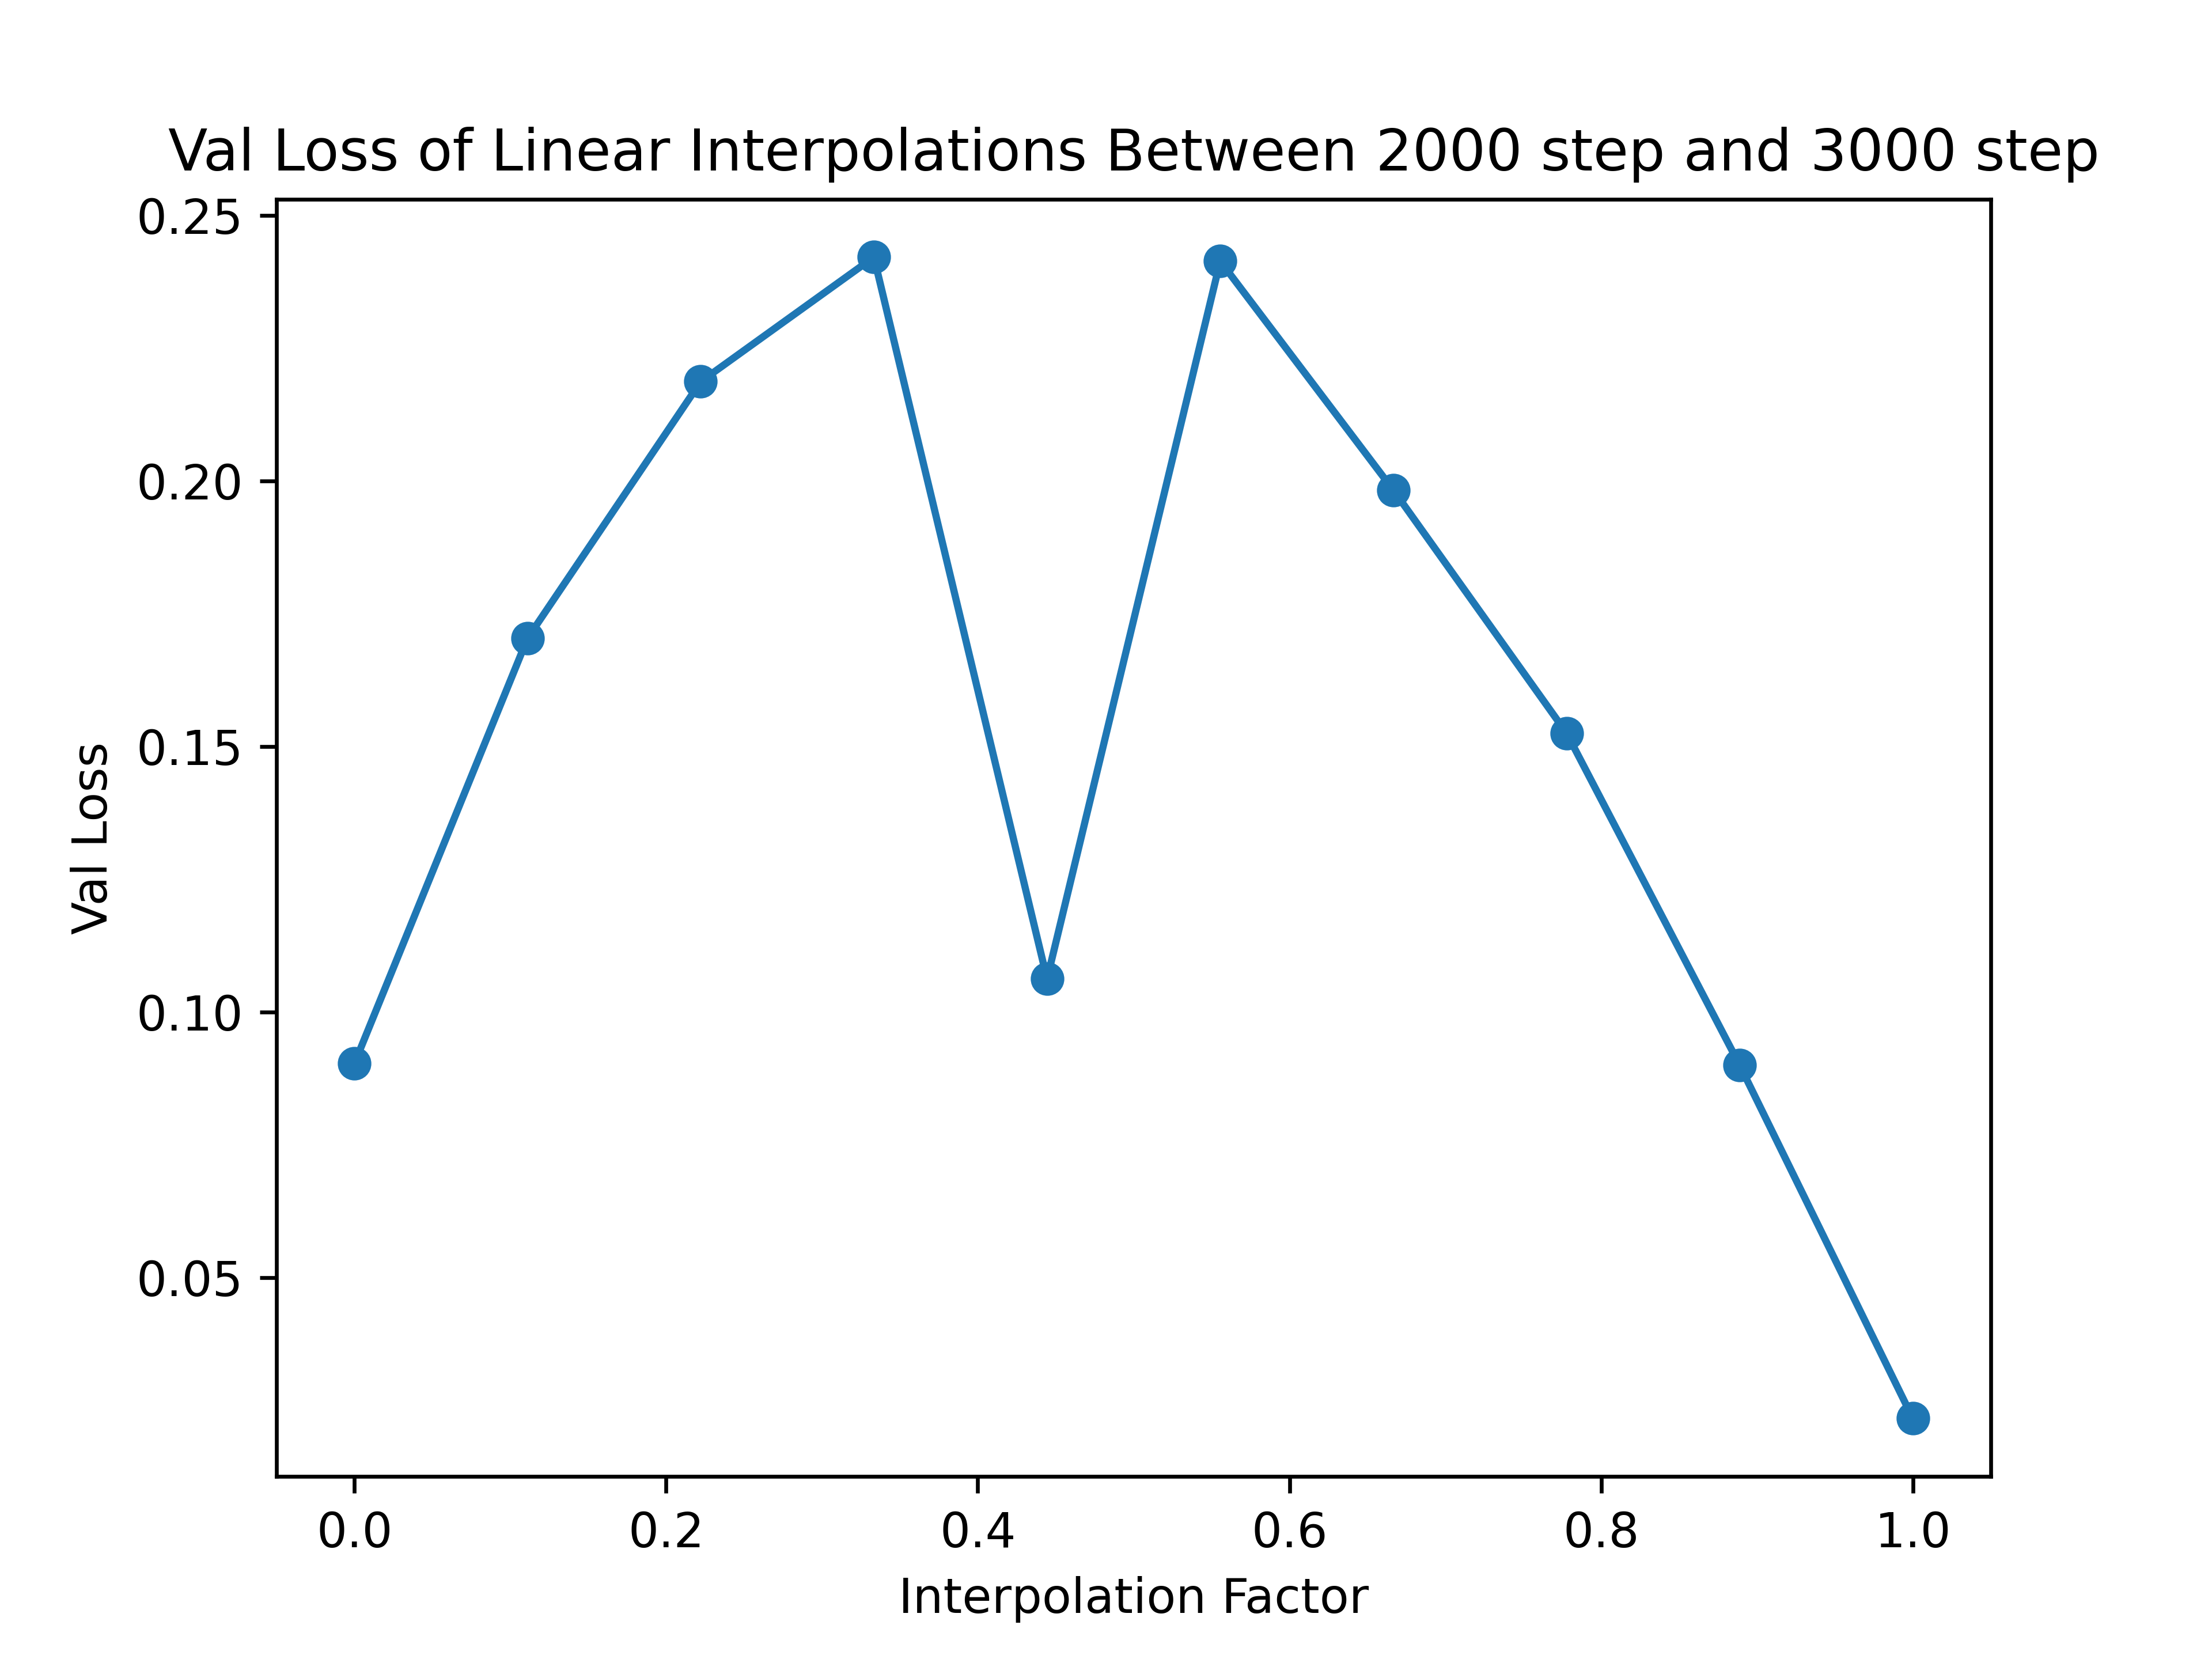 Val Loss of Linear Interpolations Between 2000 step and 3000 step
0.25
0.20
0.15
0.10
0.05
Val Loss
0.0 0.2 0.4 0.6 0.8 1.0
Interpolation Factor